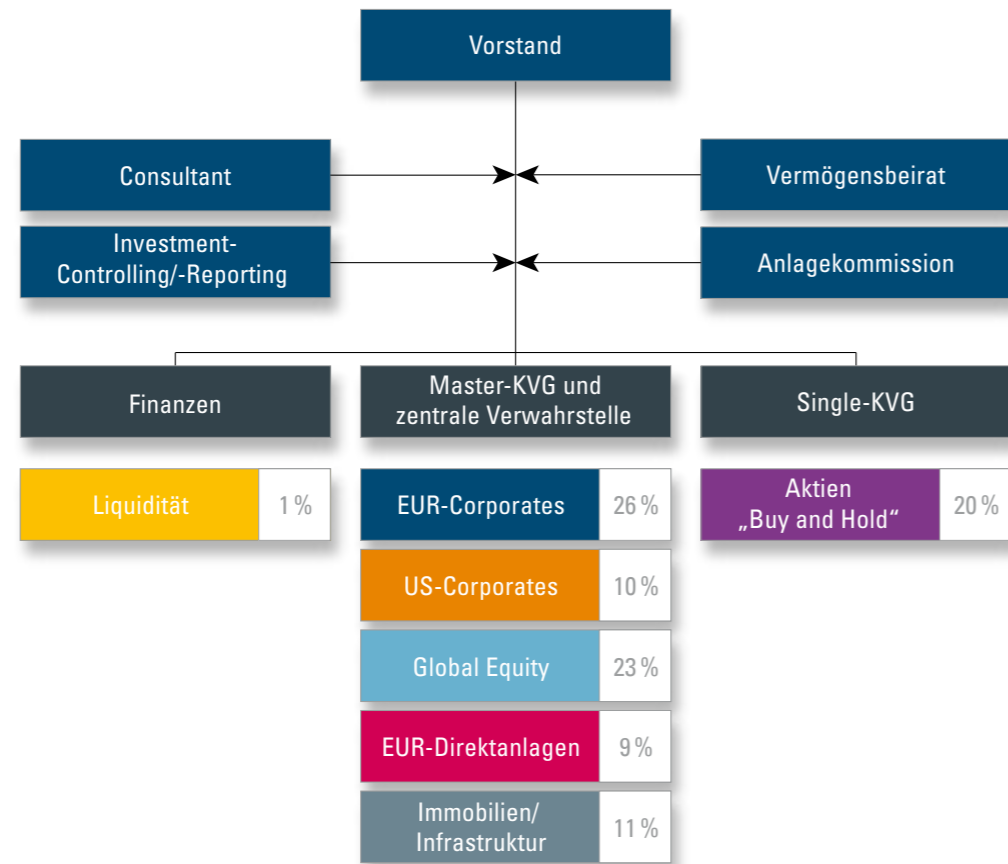 Vorstand
Consultant
Vermögensbeirat
Investment-
Controlling/-Reporting
Anlagekommission
Finanzen
Master-KVG und
zentrale Verwahrstelle
Single-KVG
Liquidität 1 %
EUR-Corporates 26 %
US-Corporates 10 %
Global Equity 23 %
EUR-Direktanlagen 9 %
Immobilien/
Infrastruktur 11 %
Aktien
„Buy and Hold“ 20 %